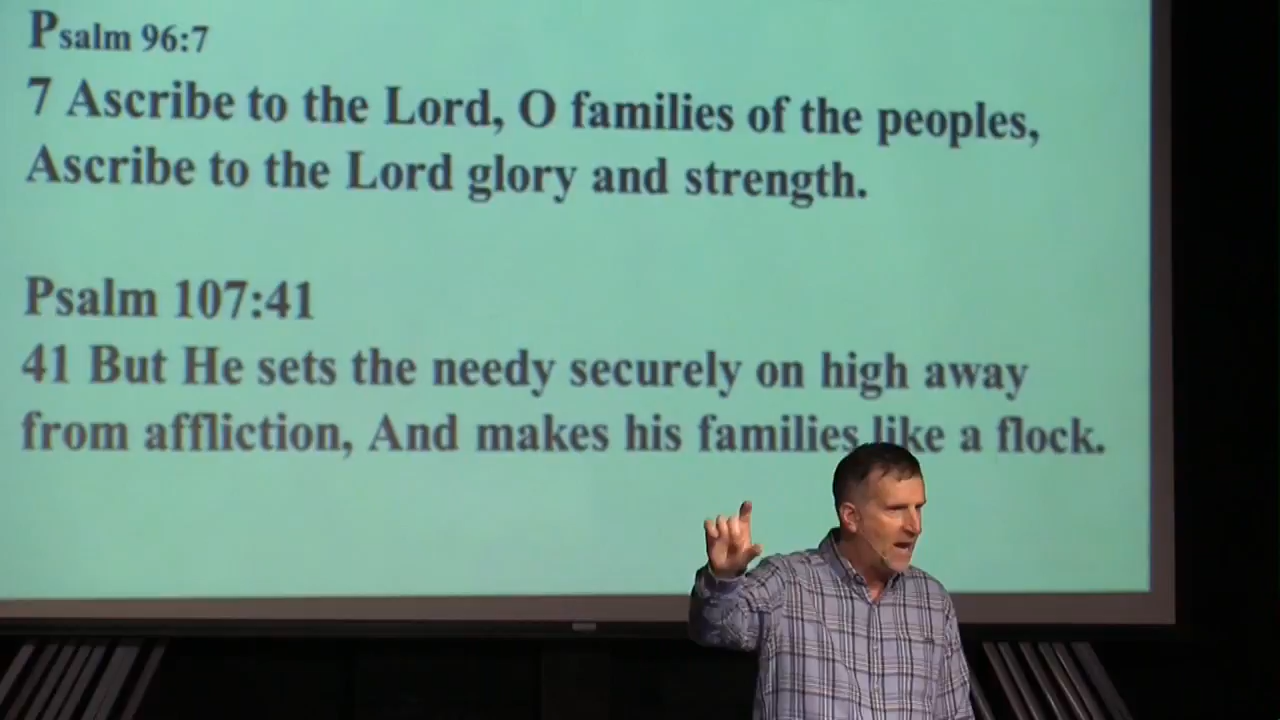 Psalm 96:7
7 Ascribe to the Lord, O families of the peoples,
Ascribe to the Lord glory and strength.
Psalm 107:41
41 But He sets the needy securely on high away
from affliction, And makes his families like a flock.